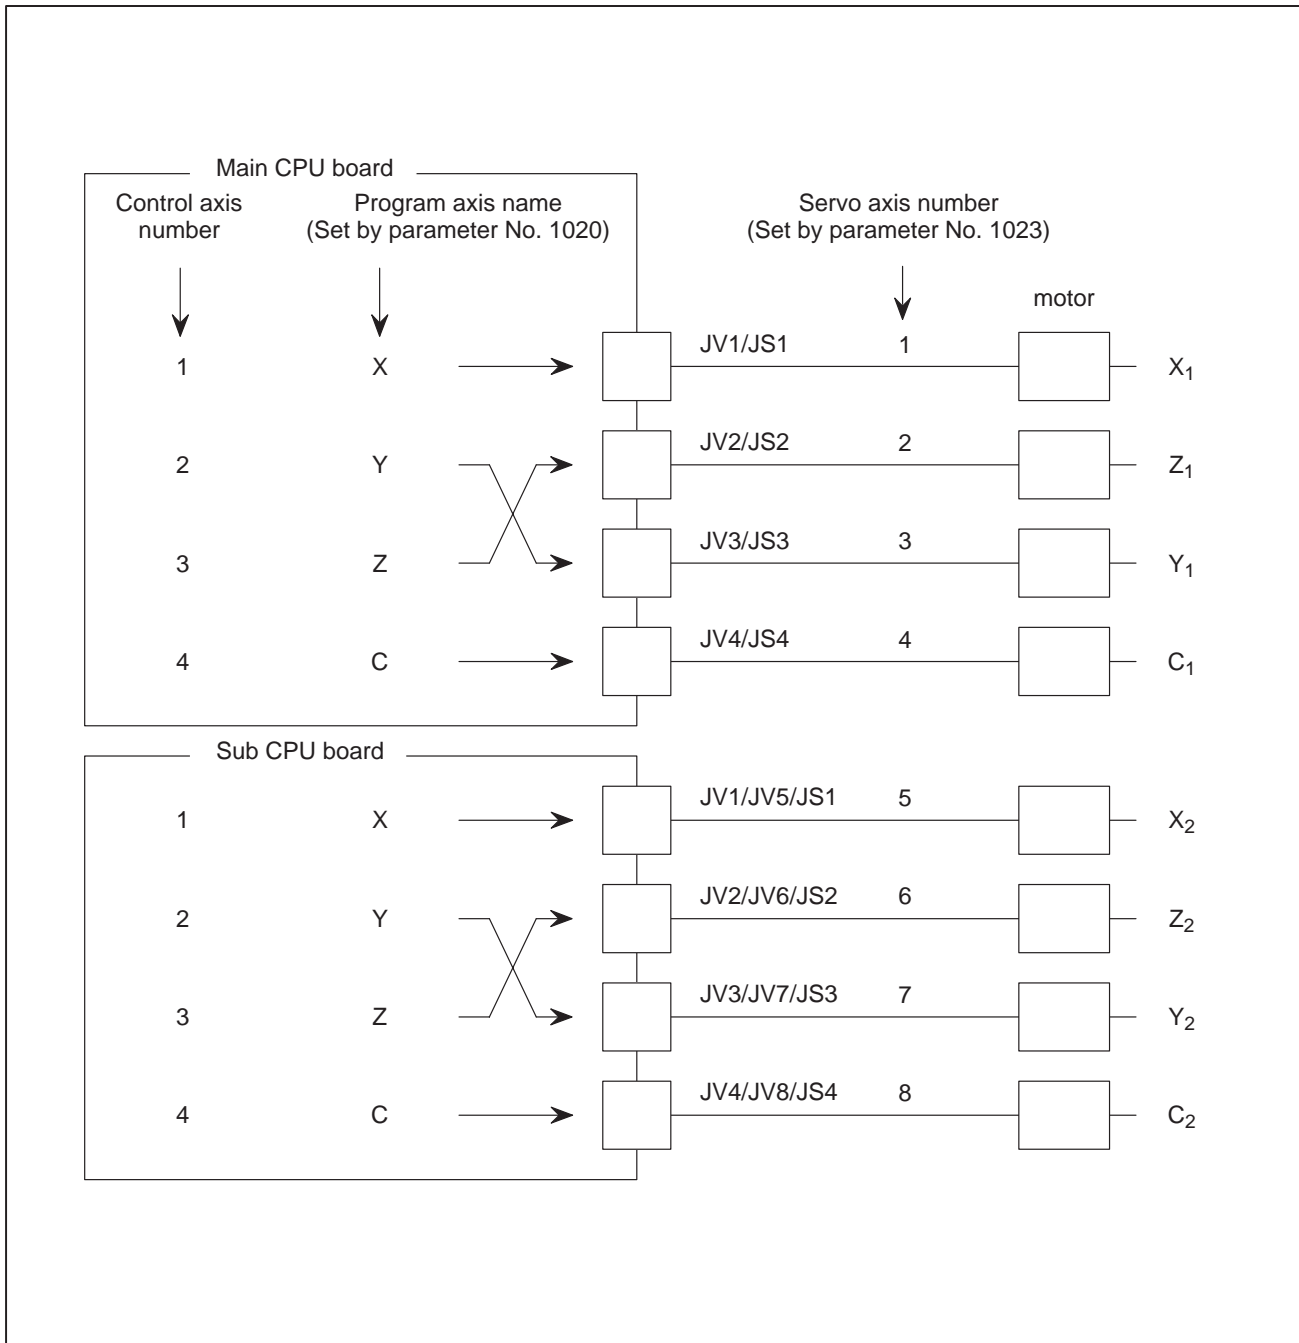 Main CPU board
Control axis
number
Program axis name
(Set by parameter No. 1020)
Servo axis number
(Set by parameter No. 1023)
motor
1 X JV1/JS1 1 X1
2 Y JV2/JS2 2 Z1
3 Z JV3/JS3 3 Y1
4 C JV4/JS4 4 C1
Sub CPU board
1 X JV1/JV5/JS1 5 X2
2 Y JV2/JV6/JS2 6 Z2
3 Z JV3/JV7/JS3 7 Y2
4 C JV4/JV8/JS4 8 C2